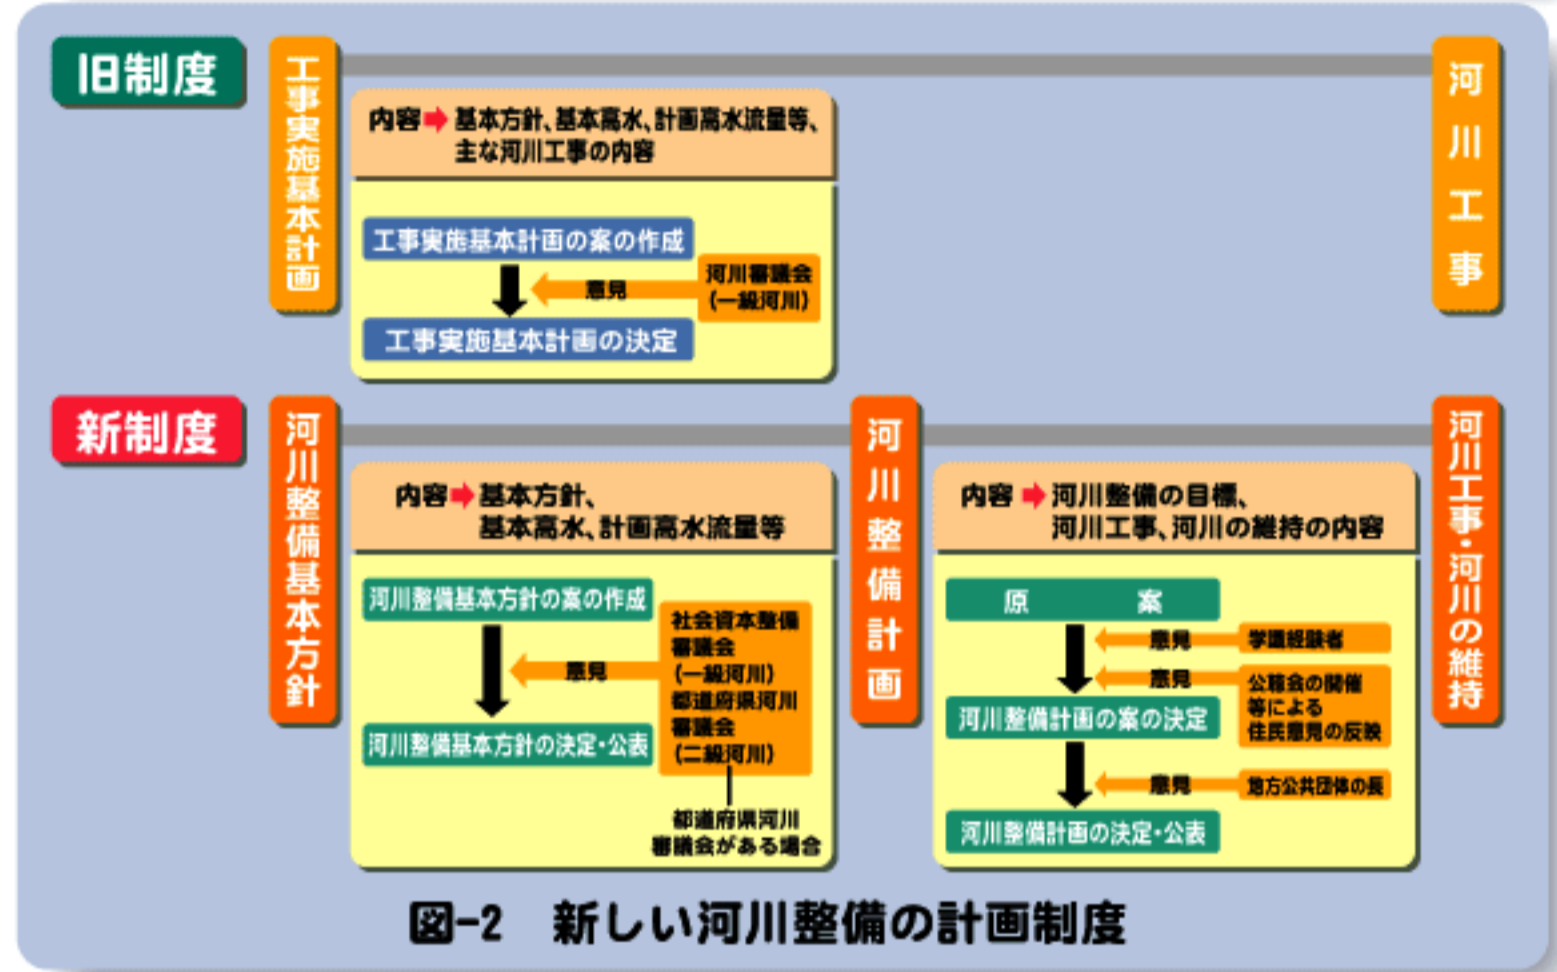 旧制度
工事実施基本計画
内容➡基本方針、基本高水、計画高水流量等、
主な河川工事の内容
工事実施基本計画の案の作成
意見
河川審議会
(一級河川)
工事実施基本計画の決定
河川工事
新制度
河川整備基本方針
内容➡基本方針、
基本高水、計画高水流量等
河川整備基本方針の案の作成
意見
社会資本整備
審議会
(一級河川)
都道府県河川
審議会
(二級河川)
河川整備基本方針の決定・公表
都道府県河川
審議会がある場合
河川整備計画
内容➡河川整備の目標、
河川工事、河川の維持の内容
原 案
意見
学識経験者
意見
公聴会の開催
等による
住民意見の反映
河川整備計画の案の決定
意見
地方公共団体の長
河川整備計画の決定・公表
河川工事・河川の維持
図-2 新しい河川整備の計画制度